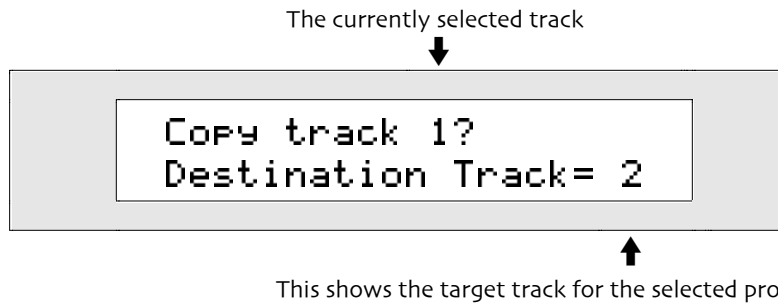 The currently selected track
Copy track 1?
Destination Track= 2
This shows the target track for the selected pro